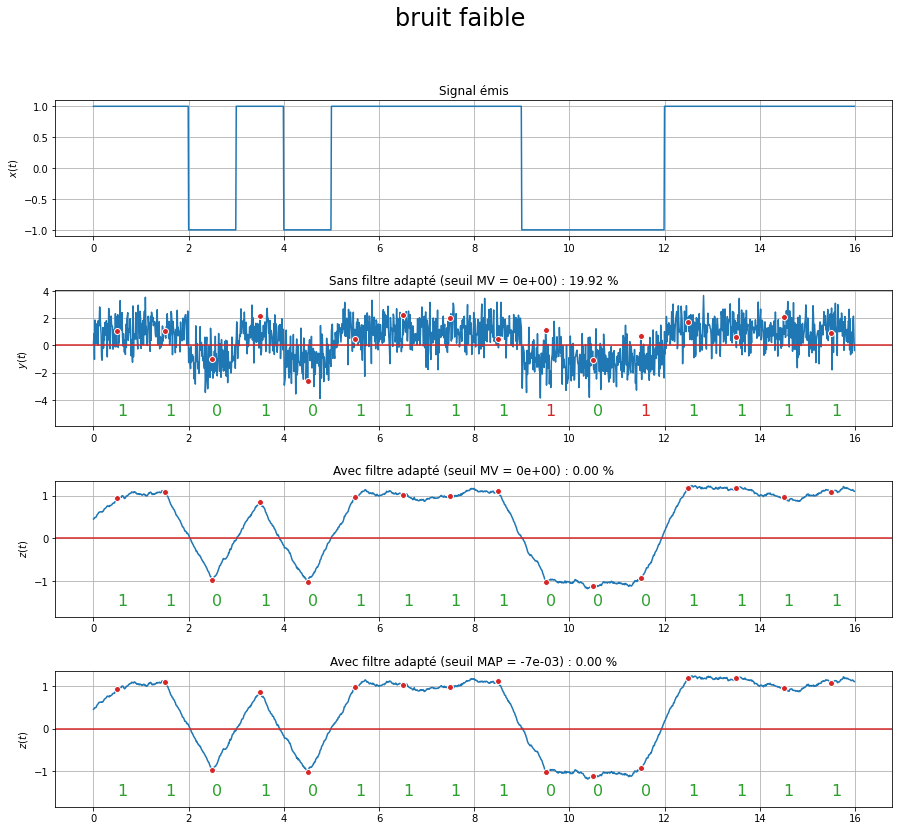 bruit faible
Signal émis
1.0
0.5
0.0
−0.5
−1.0
x(t)
0 2 4 6 8 10 12 14 16
Sans filtre adapté (seuil MV = 0e+00) : 19.92 %
4
2
0
−2
−4
y(t)
1 1 0 1 0 1 1 1 1 1 0 1 1 1 1 1
0 2 4 6 8 10 12 14 16
Avec filtre adapté (seuil MV = 0e+00) : 0.00 %
1
0
−1
z(t)
1 1 0 1 0 1 1 1 1 0 0 0 1 1 1 1
0 2 4 6 8 10 12 14 16
Avec filtre adapté (seuil MAP = -7e-03) : 0.00 %
1
0
−1
z(t)
1 1 0 1 0 1 1 1 1 0 0 0 1 1 1 1
0 2 4 6 8 10 12 14 16